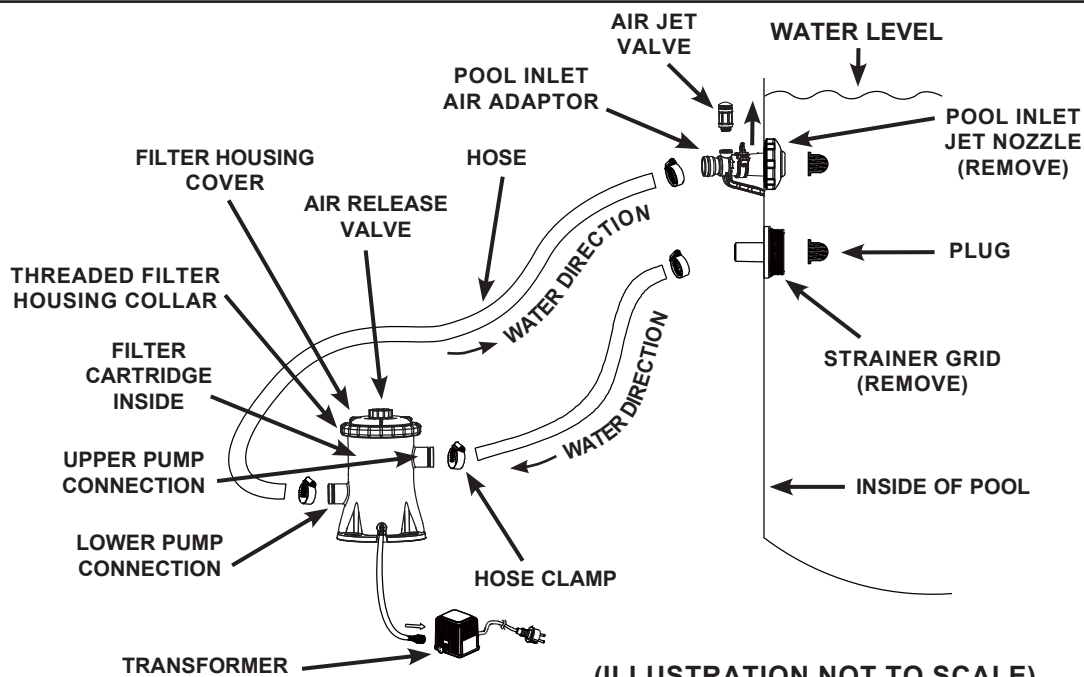 AIR JET
VALVE
WATER LEVEL
POOL INLET
AIR ADAPTOR
POOL INLET
JET NOZZLE
(REMOVE)
FILTER HOUSING
COVER
HOSE
AIR RELEASE
VALVE
WATER DIRECTION
PLUG
THREADED FILTER
HOUSING COLLAR
FILTER
CARTRIDGE
INSIDE
STRAINER GRID
(REMOVE)
WATER DIRECTION
UPPER PUMP
CONNECTION
INSIDE OF POOL
LOWER PUMP
CONNECTION
HOSE CLAMP
TRANSFORMER
(ILLUSTRATION NOT TO SCALE)